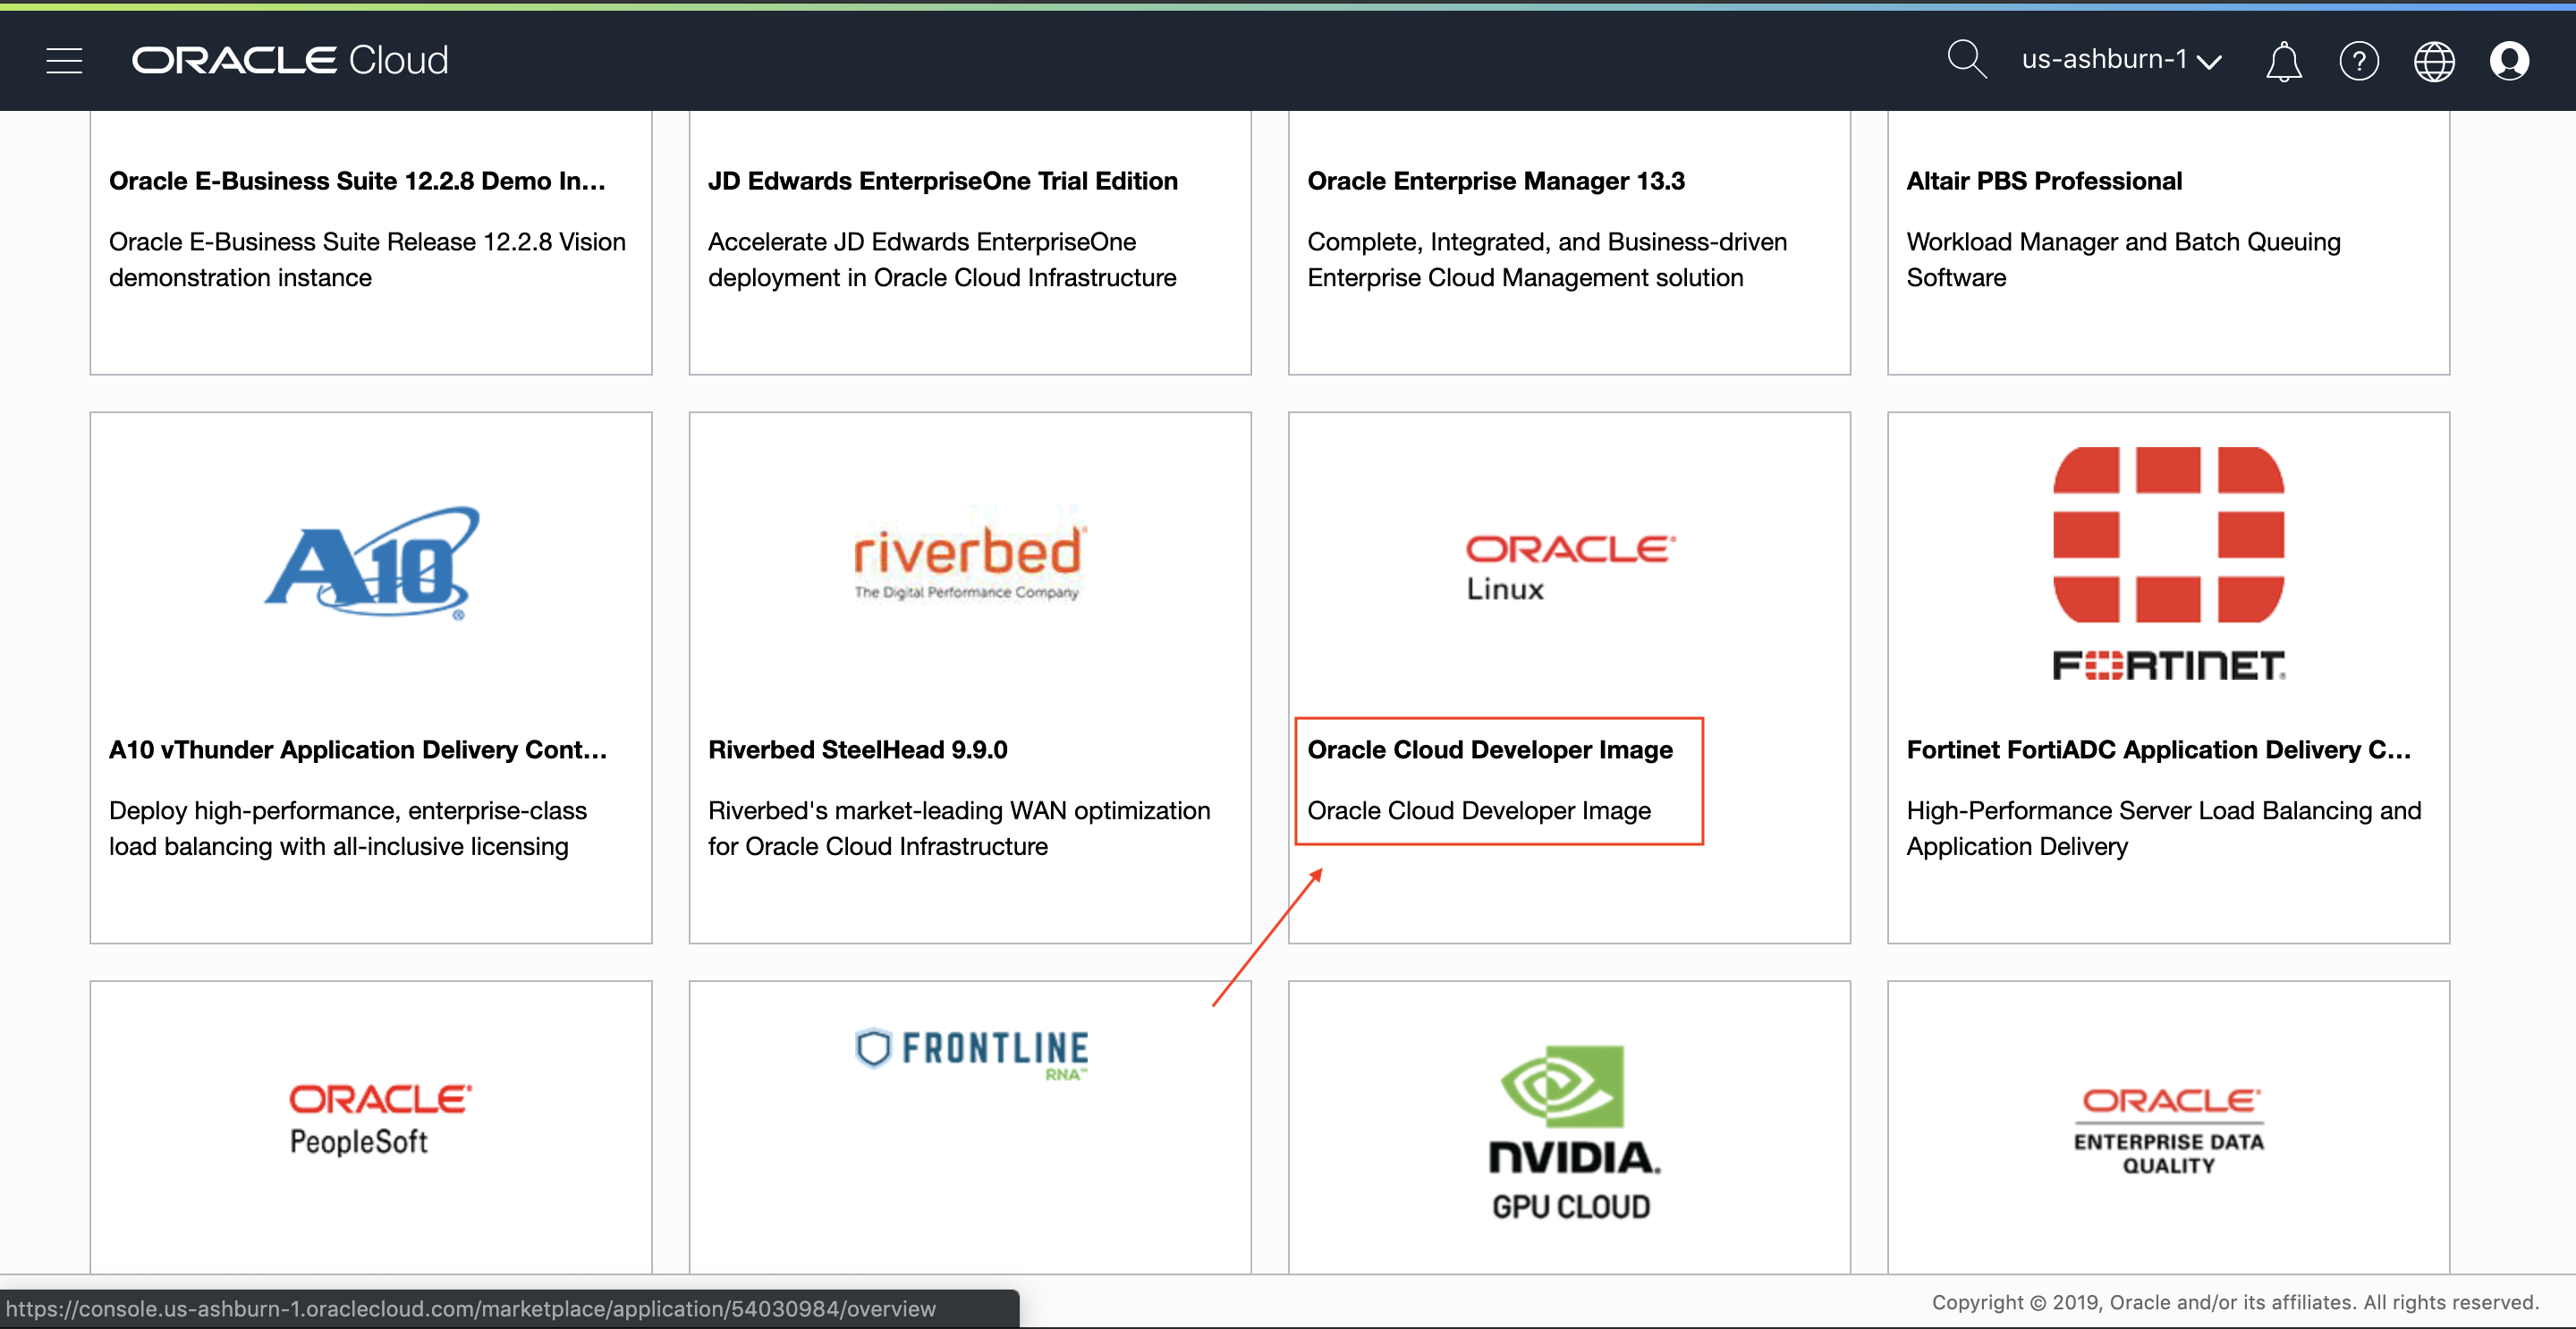 ORACLE Cloud
us-ashburn-1
Oracle E-Business Suite 12.2.8 Demo In...
Oracle E-Business Suite Release 12.2.8 Vision
demonstration instance
JD Edwards EnterpriseOne Trial Edition
Accelerate JD Edwards EnterpriseOne
deployment in Oracle Cloud Infrastructure
Oracle Enterprise Manager 13.3
Complete, Integrated, and Business-driven
Enterprise Cloud Management solution
Altair PBS Professional
Workload Manager and Batch Queuing
Software
A10®
A10 vThunder Application Delivery Cont...
Deploy high-performance, enterprise-class
load balancing with all-inclusive licensing
riverbed®
The Digital Performance Company
Riverbed SteelHead 9.9.0
Riverbed's market-leading WAN optimization
for Oracle Cloud Infrastructure
ORACLE®
Linux
Oracle Cloud Developer Image
Oracle Cloud Developer Image
FORTINET®
Fortinet FortiADC Application Delivery C...
High-Performance Server Load Balancing and
Application Delivery
ORACLE®
PeopleSoft
FRONTLINE
RNA™
NVIDIA®
GPU CLOUD
ORACLE®
ENTERPRISE DATA
QUALITY
https://console.us-ashburn-1.oraclecloud.com/marketplace/application/54030984/overview
Copyright © 2019, Oracle and/or its affiliates. All rights reserved.